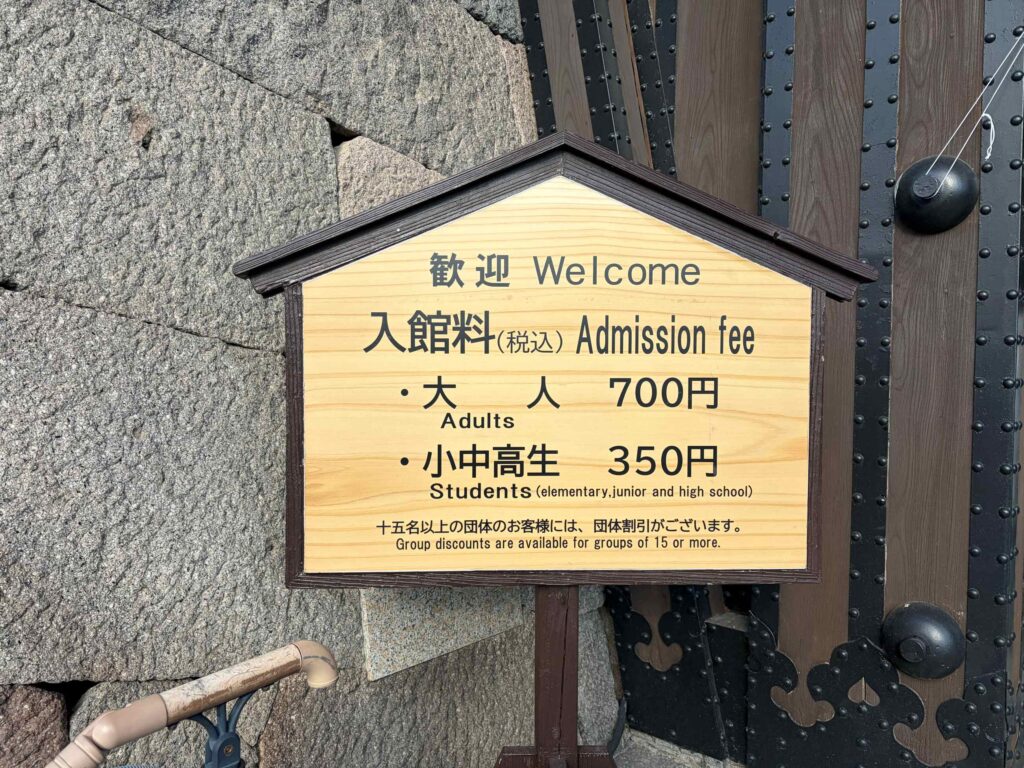 歓迎 Welcome
入館料(税込) Admission fee
・大 人 700円
Adults
・小中高生 350円
Students (elementary,junior and high school)
十五名以上の団体のお客様には、団体割引がございます。
Group discounts are available for groups of 15 or more.